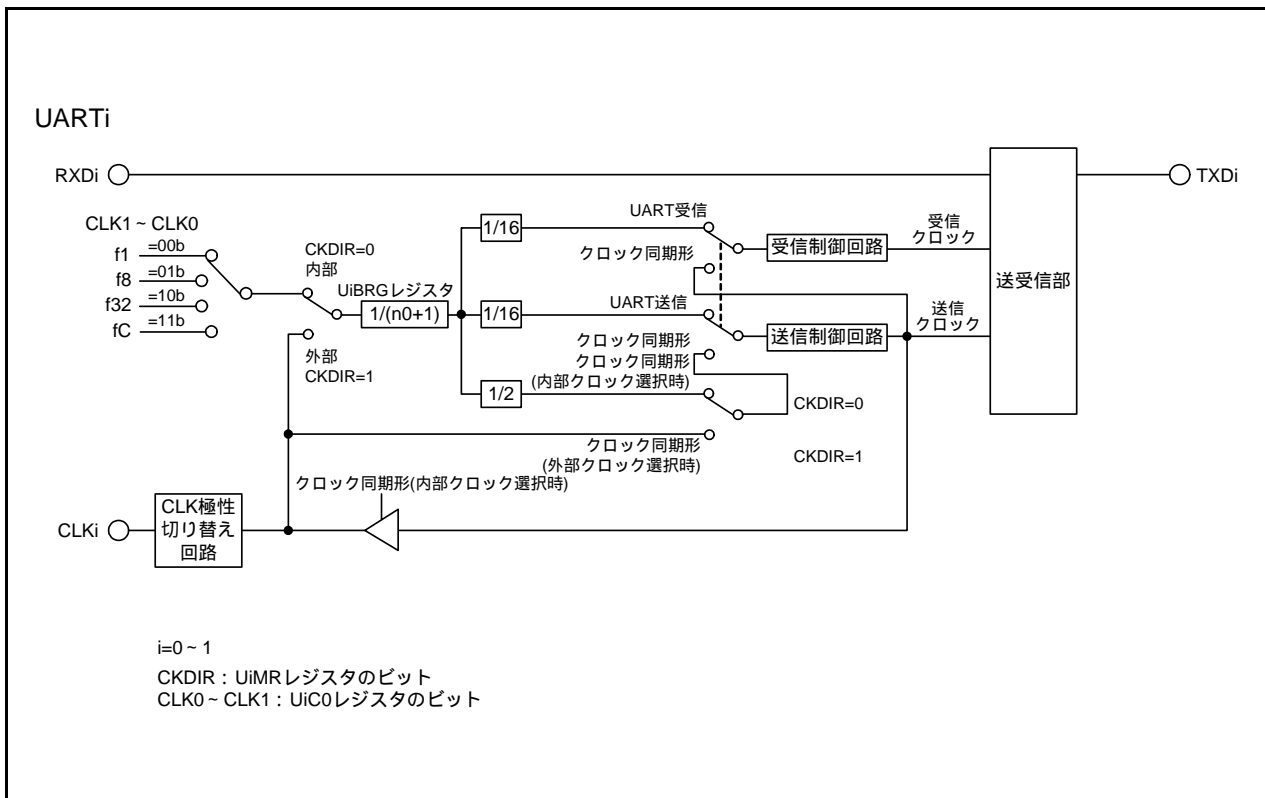 UARTi
RXDi
TXDi
CLK1 ~ CLK0
f1 =00b
f8 =01b
f32 =10b
fC =11b
CKDIR=0
内部
外部
CKDIR=1
UiBRGレジスタ
1/(n0+1)
1/16
UART受信
クロック同期形
受信制御回路
受信
クロック
1/16
UART送信
クロック同期形
送信制御回路
送信
クロック
送受信部
クロック同期形
(内部クロック選択時)
1/2
CKDIR=0
クロック同期形
(外部クロック選択時)
CKDIR=1
クロック同期形(内部クロック選択時)
CLKi
CLK極性
切り替え
回路
i=0 ~ 1
CKDIR : UiMRレジスタのビット
CLK0 ~ CLK1 : UiC0レジスタのビット